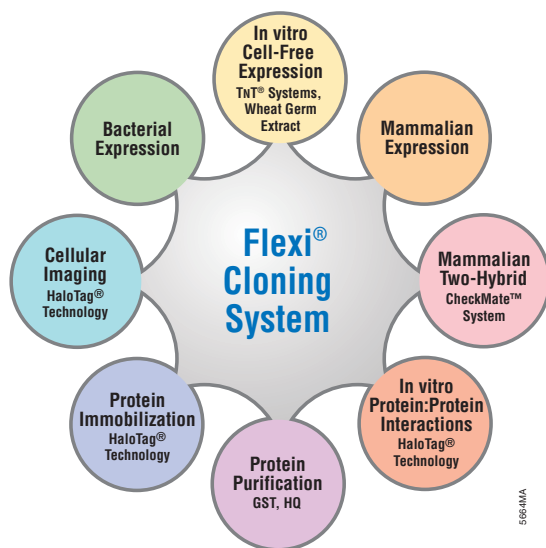 In vitro
Cell-Free
Expression
TNT® Systems,
Wheat Germ
Extract
Mammalian
Expression
Mammalian
Two-Hybrid
CheckMate™
System
In vitro
Protein:Protein
Interactions
HaloTag®
Technology
Protein
Purification
GST, HQ
Protein
Immobilization
HaloTag®
Technology
Cellular
Imaging
HaloTag®
Technology
Bacterial
Expression
Flexi®
Cloning
System
5664MA